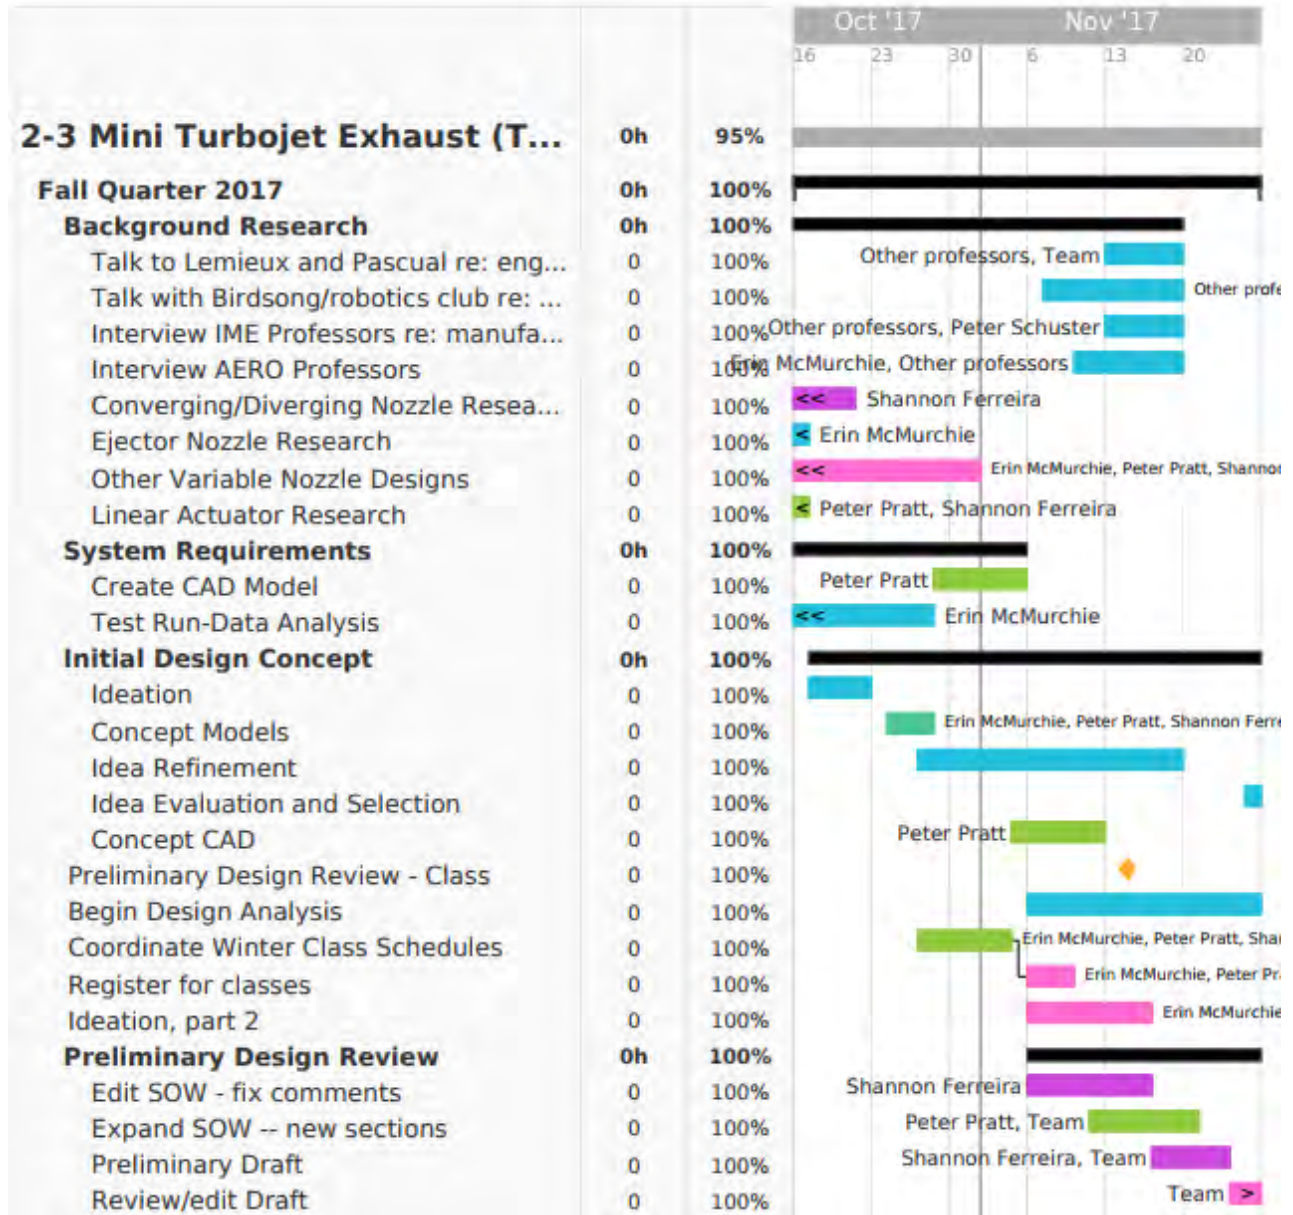 Oct '17 Nov '17
16 23 30 6 13 20
2-3 Mini Turbojet Exhaust (T... 0h 95%
Fall Quarter 2017 0h 100%
Background Research 0h 100%
Talk to Lemieux and Pascual re: eng... 0 100% Other professors, Team
Talk with Birdsong/robotics club re: ... 0 100% Other profe
Interview IME Professors re: manufa... 0 100% Other professors, Peter Schuster
Interview AERO Professors 0 100% Erin McMurchie, Other professors
Converging/Diverging Nozzle Resea... 0 100% << Shannon Ferreira
Ejector Nozzle Research 0 100% < Erin McMurchie
Other Variable Nozzle Designs 0 100% << Erin McMurchie, Peter Pratt, Shannon
Linear Actuator Research 0 100% < Peter Pratt, Shannon Ferreira
System Requirements 0h 100%
Create CAD Model 0 100% Peter Pratt
Test Run-Data Analysis 0 100% << Erin McMurchie
Initial Design Concept 0h 100%
Ideation 0 100%
Concept Models 0 100% Erin McMurchie, Peter Pratt, Shannon Ferre
Idea Refinement 0 100%
Idea Evaluation and Selection 0 100%
Concept CAD 0 100% Peter Pratt
Preliminary Design Review - Class 0 100%
Begin Design Analysis 0 100%
Coordinate Winter Class Schedules 0 100% Erin McMurchie, Peter Pratt, Sha
Register for classes 0 100% Erin McMurchie, Peter Pr
Ideation, part 2 0 100% Erin McMurchie
Preliminary Design Review 0h 100%
Edit SOW - fix comments 0 100% Shannon Ferreira
Expand SOW -- new sections 0 100% Peter Pratt, Team
Preliminary Draft 0 100% Shannon Ferreira, Team
Review/edit Draft 0 100% Team >